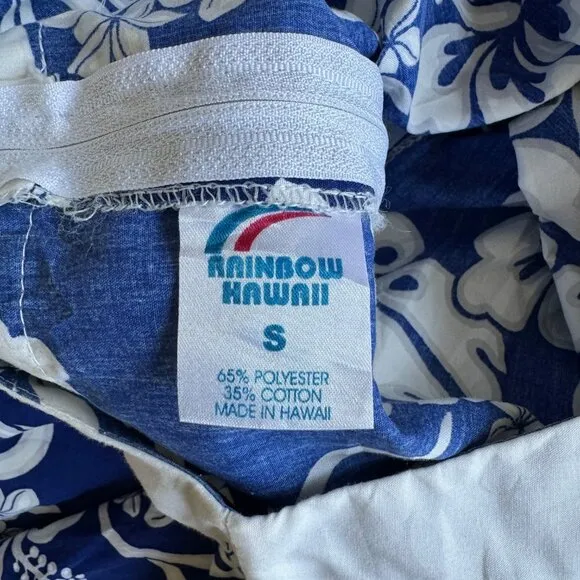 RAINBOW
HAWAII
S
65% POLYESTER
35% COTTON
MADE IN HAWAII